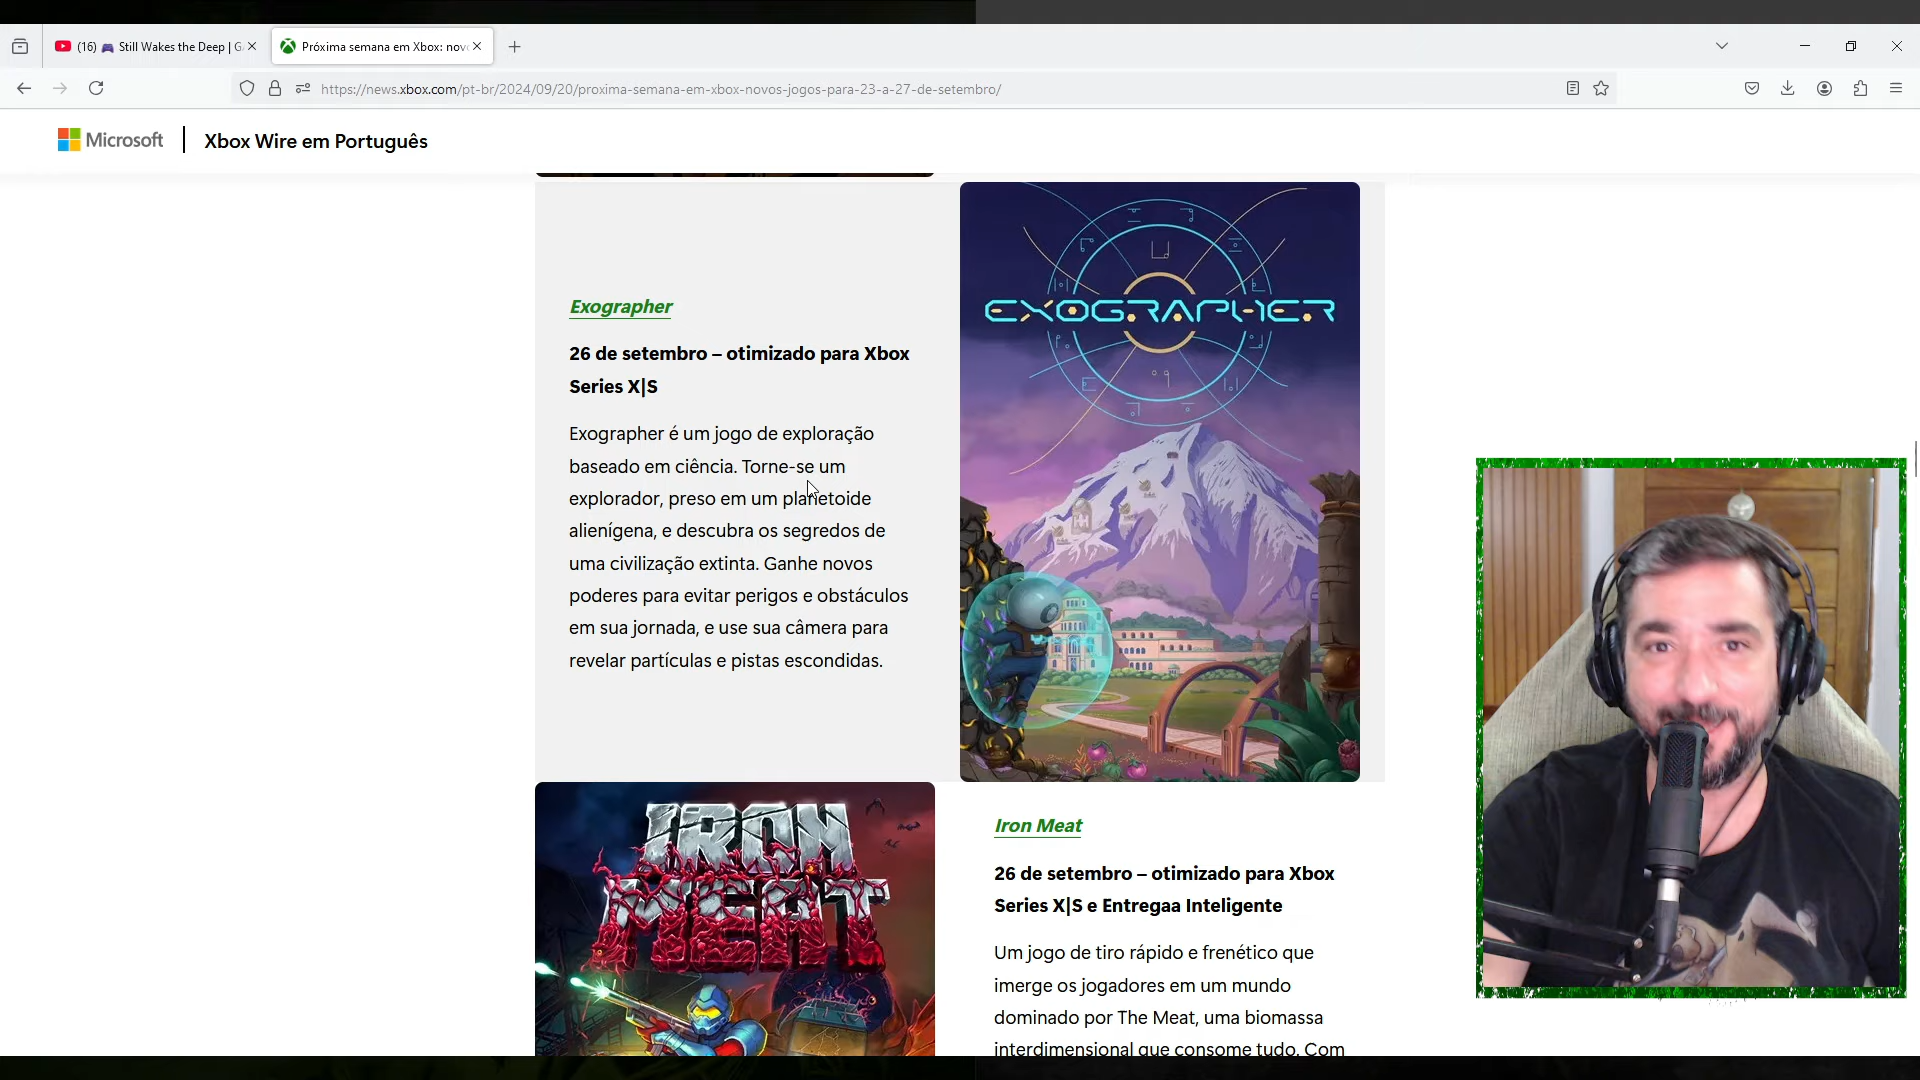 (16) 🎮 Still Wakes the Deep | G
Próxima semana em Xbox: nov
https://news.xbox.com/pt-br/2024/09/20/proxima-semana-em-xbox-novos-jogos-para-23-a-27-de-setembro/
Microsoft
Xbox Wire em Português
Exographer
26 de setembro – otimizado para Xbox
Series X|S
Exographer é um jogo de exploração
baseado em ciência. Torne-se um
explorador, preso em um planetoide
alienígena, e descubra os segredos de
uma civilização extinta. Ganhe novos
poderes para evitar perigos e obstáculos
em sua jornada, e use sua câmera para
revelar partículas e pistas escondidas.
EXOGRAPHER
IRON
MEAT
Iron Meat
26 de setembro – otimizado para Xbox
Series X|S e Entregaa Inteligente
Um jogo de tiro rápido e frenético que
imerge os jogadores em um mundo
dominado por The Meat, uma biomassa
interdimensional que consome tudo. Com